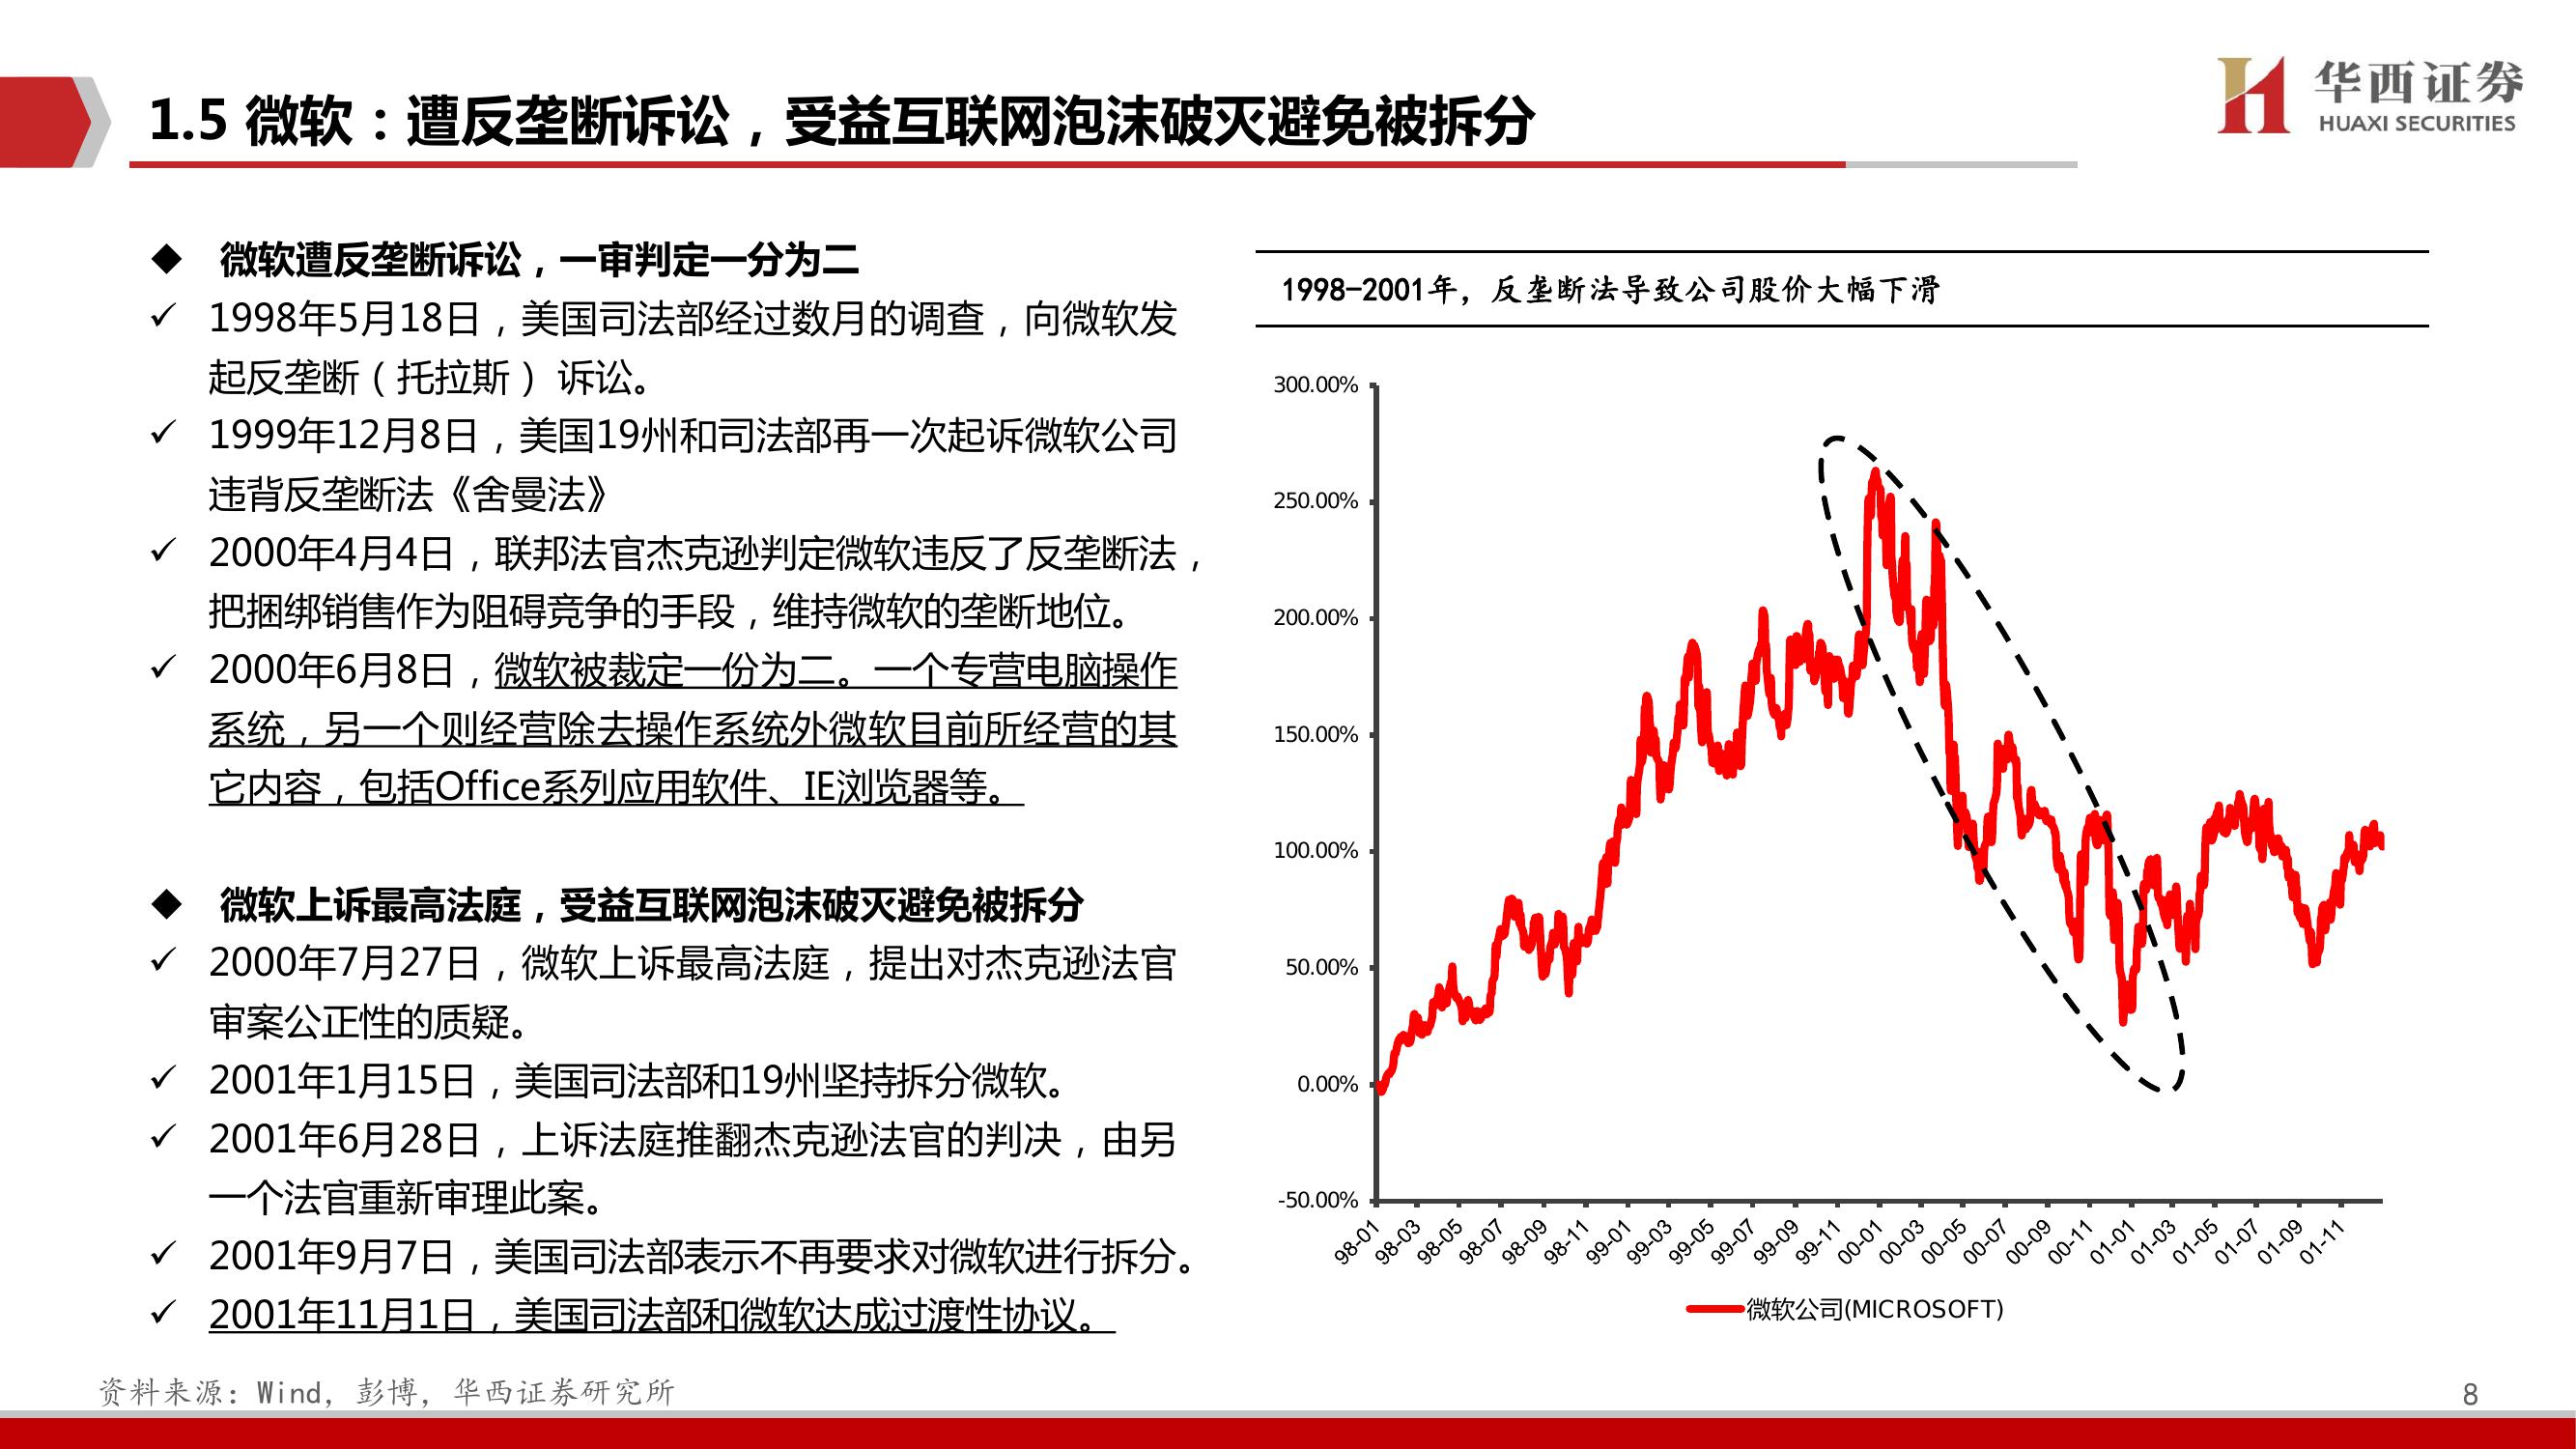 1.5 微软：遭反垄断诉讼，受益互联网泡沫破灭避免被拆分
华西证券
HUAXI SECURITIES
◆ 微软遭反垄断诉讼，一审判定一分为二
✓ 1998年5月18日，美国司法部经过数月的调查，向微软发
起反垄断（托拉斯） 诉讼。
✓ 1999年12月8日，美国19州和司法部再一次起诉微软公司
违背反垄断法《舍曼法》
✓ 2000年4月4日，联邦法官杰克逊判定微软违反了反垄断法，
把捆绑销售作为阻碍竞争的手段，维持微软的垄断地位。
✓ 2000年6月8日，微软被裁定一份为二。一个专营电脑操作
系统，另一个则经营除去操作系统外微软目前所经营的其
它内容，包括Office系列应用软件、IE浏览器等。
◆ 微软上诉最高法庭，受益互联网泡沫破灭避免被拆分
✓ 2000年7月27日，微软上诉最高法庭，提出对杰克逊法官
审案公正性的质疑。
✓ 2001年1月15日，美国司法部和19州坚持拆分微软。
✓ 2001年6月28日，上诉法庭推翻杰克逊法官的判决，由另
一个法官重新审理此案。
✓ 2001年9月7日，美国司法部表示不再要求对微软进行拆分。
✓ 2001年11月1日，美国司法部和微软达成过渡性协议。
1998-2001年，反垄断法导致公司股价大幅下滑
300.00%
250.00%
200.00%
150.00%
100.00%
50.00%
0.00%
-50.00%
98-01 98-03 98-05 98-07 98-09 98-11 99-01 99-03 99-05 99-07 99-09 99-11 00-01 00-03 00-05 00-07 00-09 00-11 01-01 01-03 01-05 01-07 01-09 01-11
微软公司(MICROSOFT)
资料来源：Wind，彭博，华西证券研究所
8